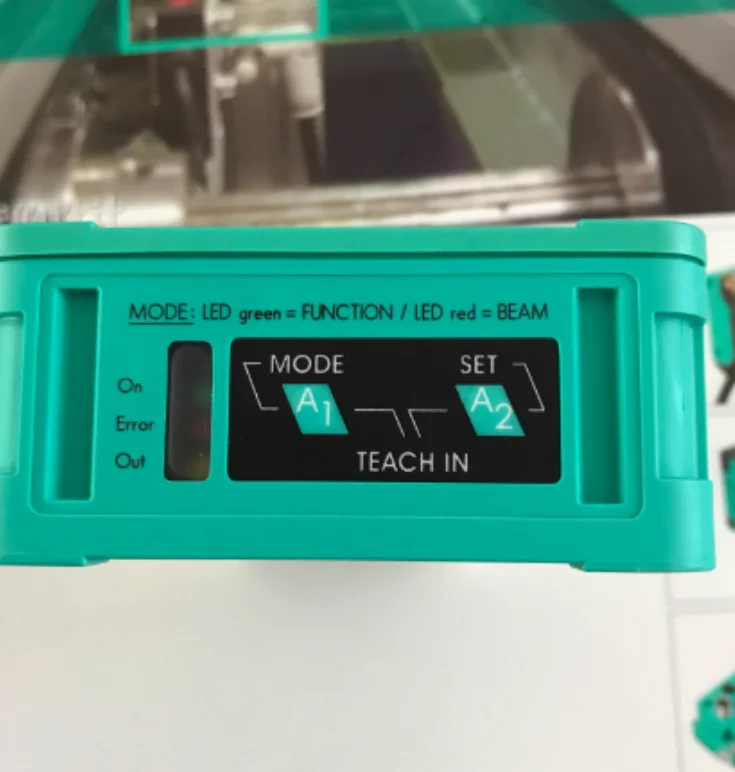 MODE: LED green = FUNCTION / LED red = BEAM
On
Error
Out
MODE
SET
A1
A2
TEACH IN